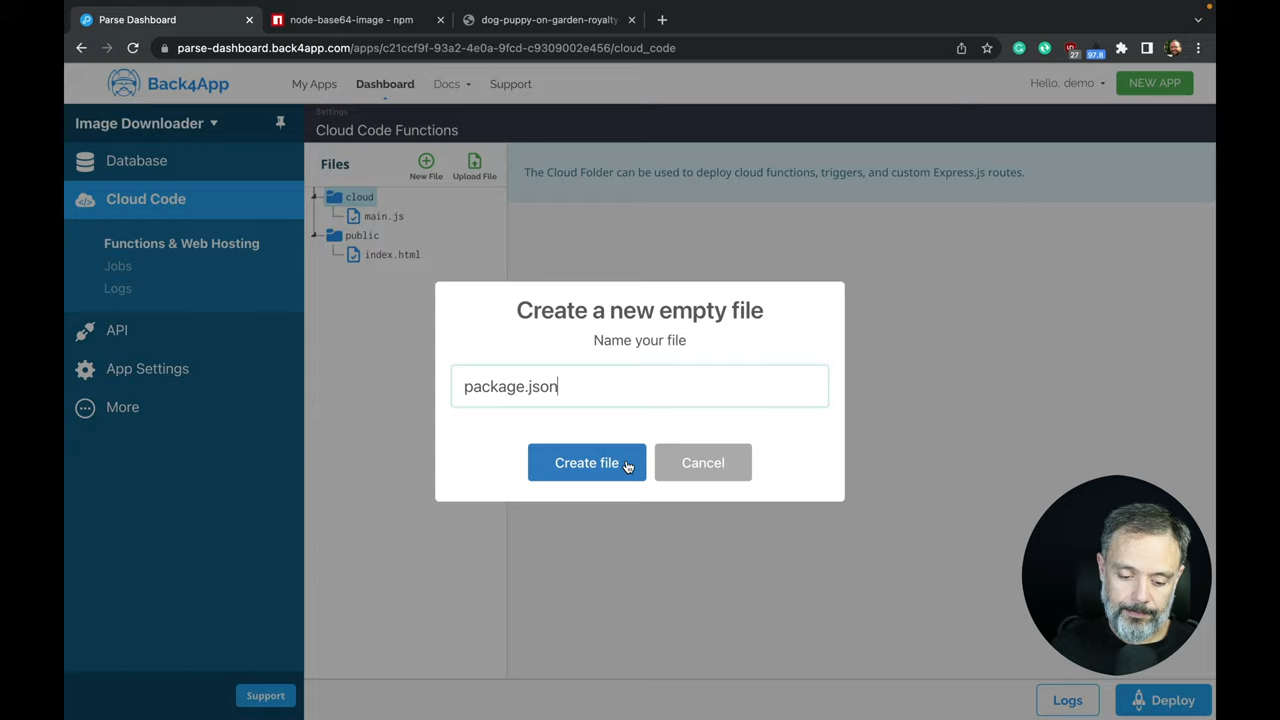 Parse Dashboard
node-base64-image - npm
dog-puppy-on-garden-royalty
parse-dashboard.back4app.com/apps/c21ccf9f-93a2-4e0a-9fcd-c9309002e456/cloud_code
27
97.8
Back4App
My Apps
Dashboard
Docs
Support
Hello, demo
NEW APP
Image Downloader
Settings
Cloud Code Functions
Database
Files
New File
Upload File
The Cloud Folder can be used to deploy cloud functions, triggers, and custom Express.js routes.
Cloud Code
cloud
main.js
public
index.html
Functions & Web Hosting
Jobs
Logs
API
App Settings
More
Create a new empty file
Name your file
package.json
Create file
Cancel
Support
Logs
Deploy